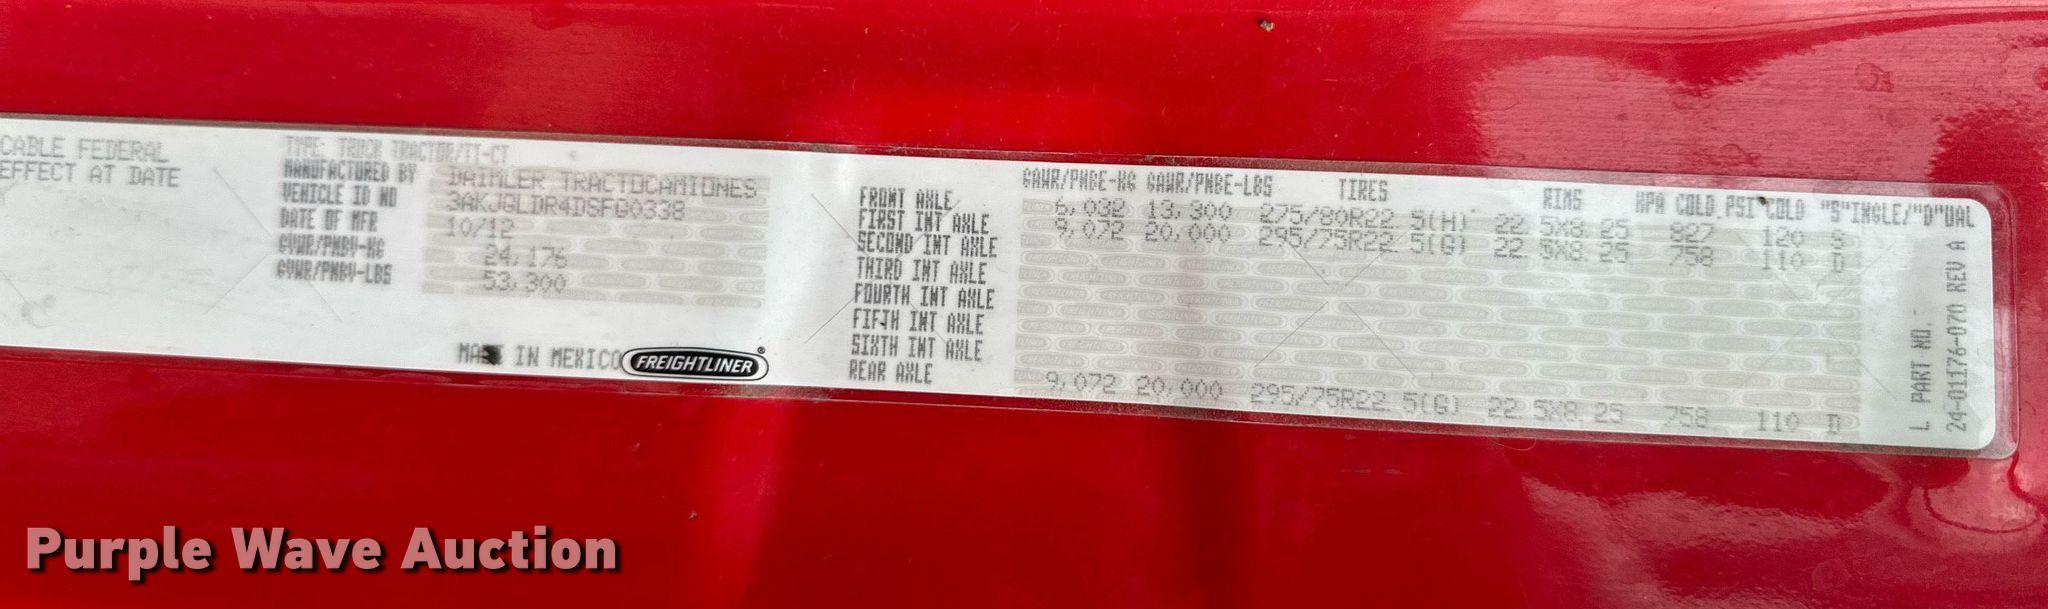 CABLE FEDERAL
EFFECT AT DATE
TYPE: TRUCK TRACTOR/TT-CT
MANUFACTURED BY DAIMLER TRACTOCAMIONES
VEHICLE ID NO 3AKJGLDR4DSFG0338
DATE OF MFR 10/12
GVWR/PNBV-KG 24,176
GVWR/PNBV-LBS 53,300
IN MEXICO FREIGHTLINER®
GAWR/PNBE-KG GAWR/PNBE-LBS TIRES RIMS KPA COLD PSI COLD "S"INGLE/"D"UAL
FRONT AXLE 6,032 13,300 275/80R22.5(H) 22.5X8.25 827 120 S
FIRST INT AXLE 9,072 20,000 295/75R22.5(G) 22.5X8.25 758 110 D
SECOND INT AXLE
THIRD INT AXLE
FOURTH INT AXLE
FIFTH INT AXLE
SIXTH INT AXLE
REAR AXLE 9,072 20,000 295/75R22.5(G) 22.5X8.25 758 110 D
L PART NO.-
24-01176-070 REV A
Purple Wave Auction